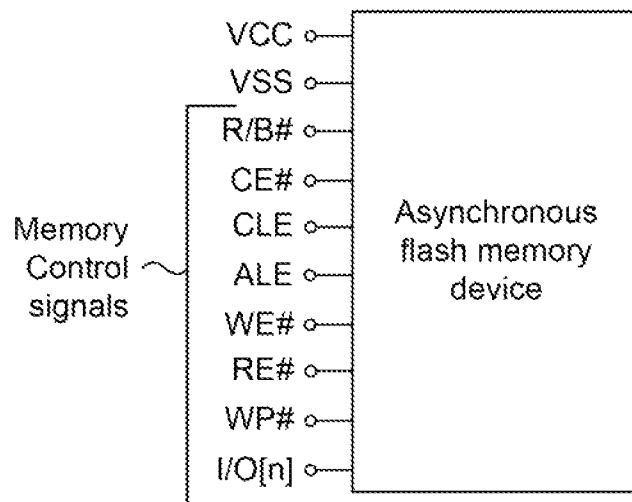 VCC
VSS
R/B#
CE#
CLE
ALE
WE#
RE#
WP#
I/O[n]
Memory
Control
signals
Asynchronous
flash memory
device